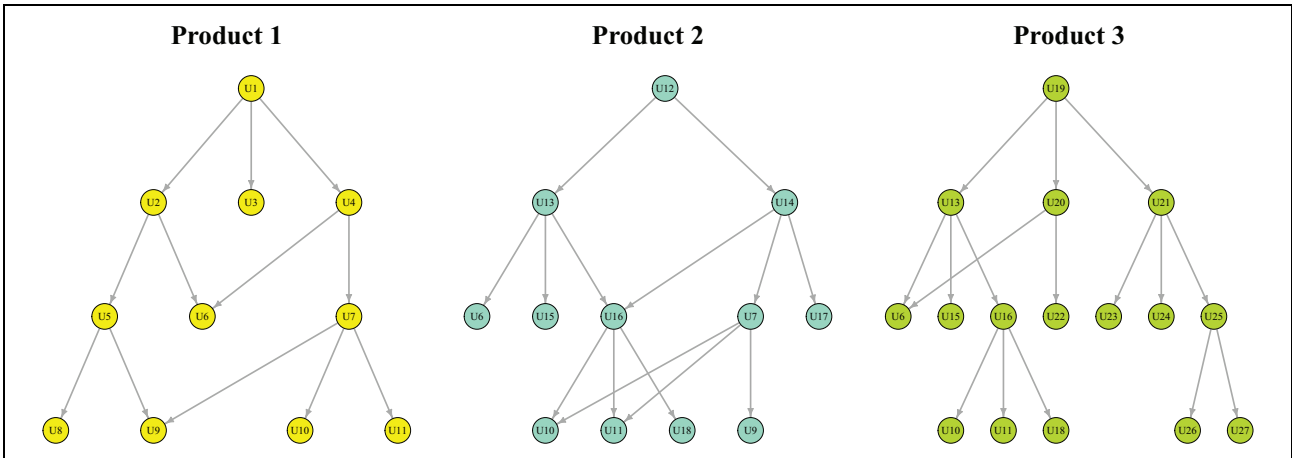 Product 1 Product 2 Product 3
U1 U12 U19
U2 U3 U4 U13 U14 U13 U20 U21
U5 U6 U7 U6 U15 U16 U7 U17 U6 U15 U16 U22 U23 U24 U25
U8 U9 U10 U11 U10 U11 U18 U9 U10 U11 U18 U26 U27